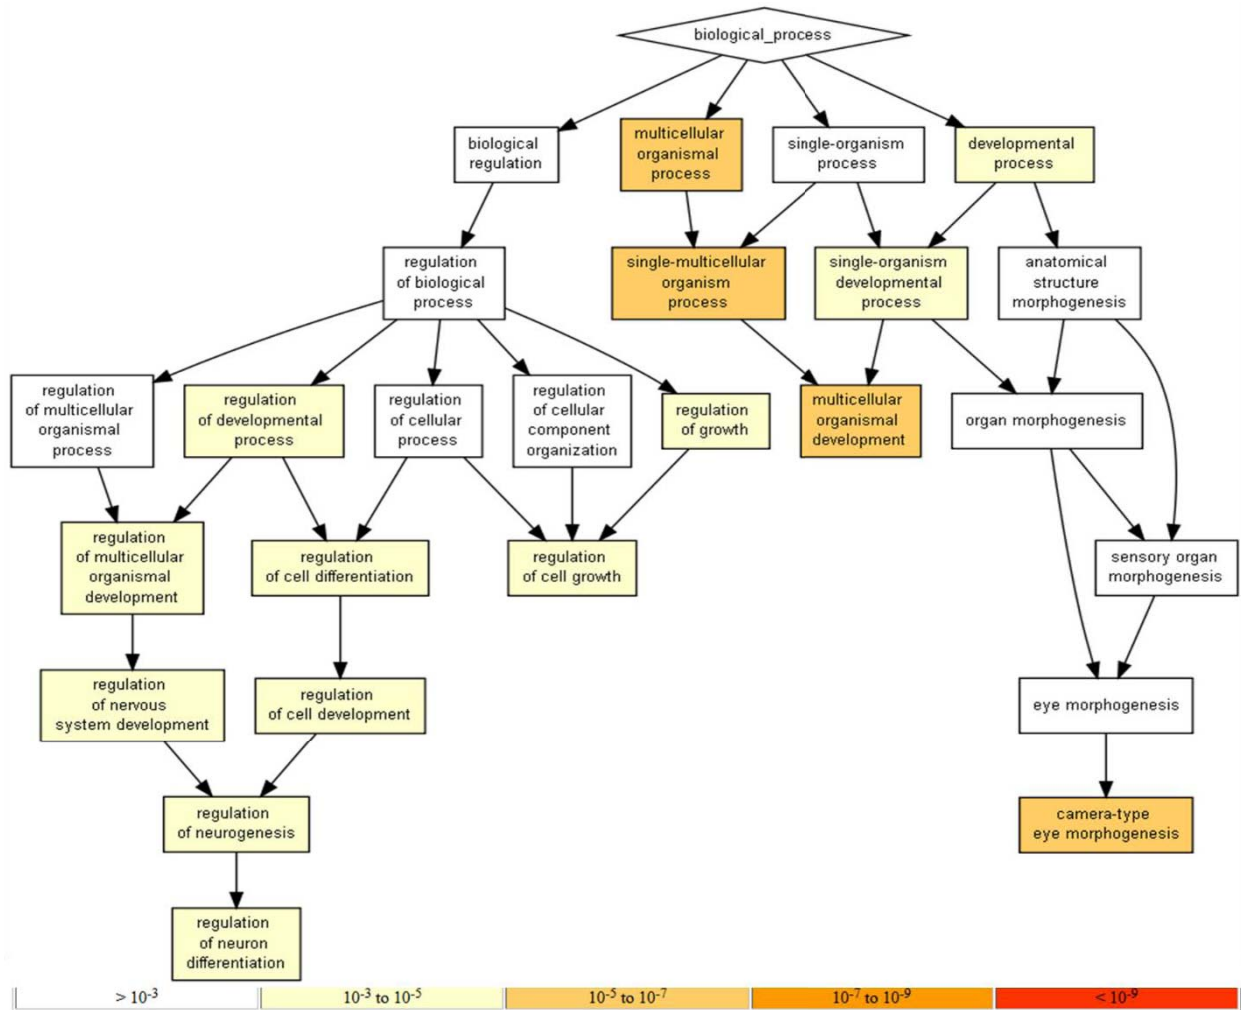 biological_process
biological
regulation
multicellular
organismal
process
single-organism
process
developmental
process
regulation
of biological
process
single-multicellular
organism
process
single-organism
developmental
process
anatomical
structure
morphogenesis
regulation
of multicellular
organismal
process
regulation
of developmental
process
regulation
of cellular
process
regulation
of cellular
component
organization
regulation
of growth
multicellular
organismal
development
organ morphogenesis
regulation
of multicellular
organismal
development
regulation
of cell differentiation
regulation
of cell growth
sensory organ
morphogenesis
regulation
of nervous
system development
regulation
of cell development
eye morphogenesis
regulation
of neurogenesis
camera-type
eye morphogenesis
regulation
of neuron
differentiation
> 10-3
10-3 to 10-5
10-5 to 10-7
10-7 to 10-9
< 10-9